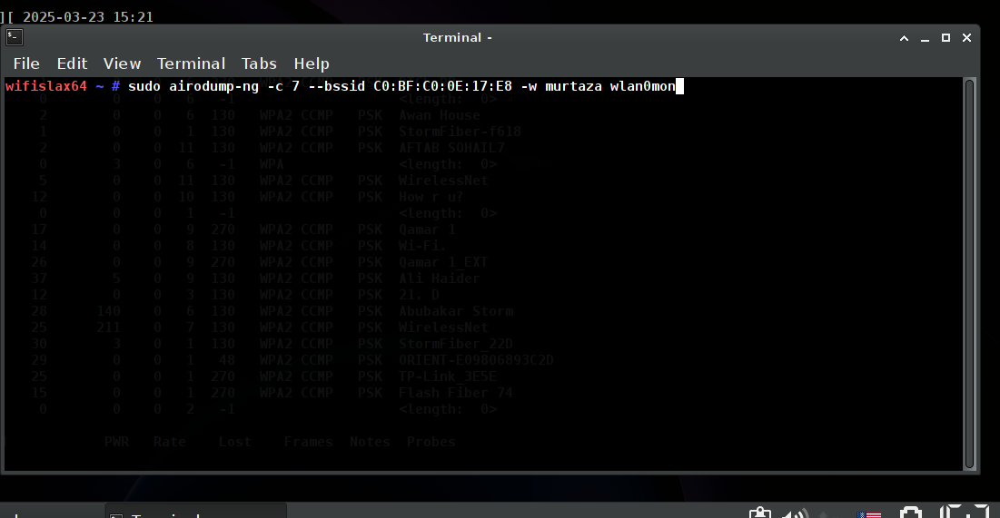 ][ 2025-03-23 15:21
Terminal -
File Edit View Terminal Tabs Help
wifislax64 ~ # sudo airodump-ng -c 7 --bssid C0:BF:C0:0E:17:E8 -w murtaza wlan0mon
0 0 6 -1 <length: 0>
2 0 0 6 130 WPA2 CCMP PSK Awan House
1 0 0 1 130 WPA2 CCMP PSK StormFiber-f618
2 0 0 11 130 WPA2 CCMP PSK AFTAB SOHAIL7
0 3 0 6 -1 WPA <length: 0>
5 0 0 11 130 WPA2 CCMP PSK WirelessNet
12 0 0 10 130 WPA2 CCMP PSK How r u?
0 0 0 1 -1 <length: 0>
17 0 0 9 270 WPA2 CCMP PSK Qamar 1
14 0 0 8 130 WPA2 CCMP PSK Wi-Fi.
26 0 0 9 270 WPA2 CCMP PSK Qamar 1_EXT
37 5 0 9 130 WPA2 CCMP PSK Ali Haider
12 0 0 3 130 WPA2 CCMP PSK 21. D
28 140 0 6 130 WPA2 CCMP PSK Abubakar Storm
25 211 0 7 130 WPA2 CCMP PSK WirelessNet
30 3 0 1 130 WPA2 CCMP PSK StormFiber_22D
29 0 0 1 48 WPA2 CCMP PSK ORIENT-E09806893C2D
25 0 0 1 270 WPA2 CCMP PSK TP-Link_3E5E
15 0 0 1 270 WPA2 CCMP PSK Flash Fiber 74
0 0 0 2 -1 <length: 0>
PWR Rate Lost Frames Notes Probes